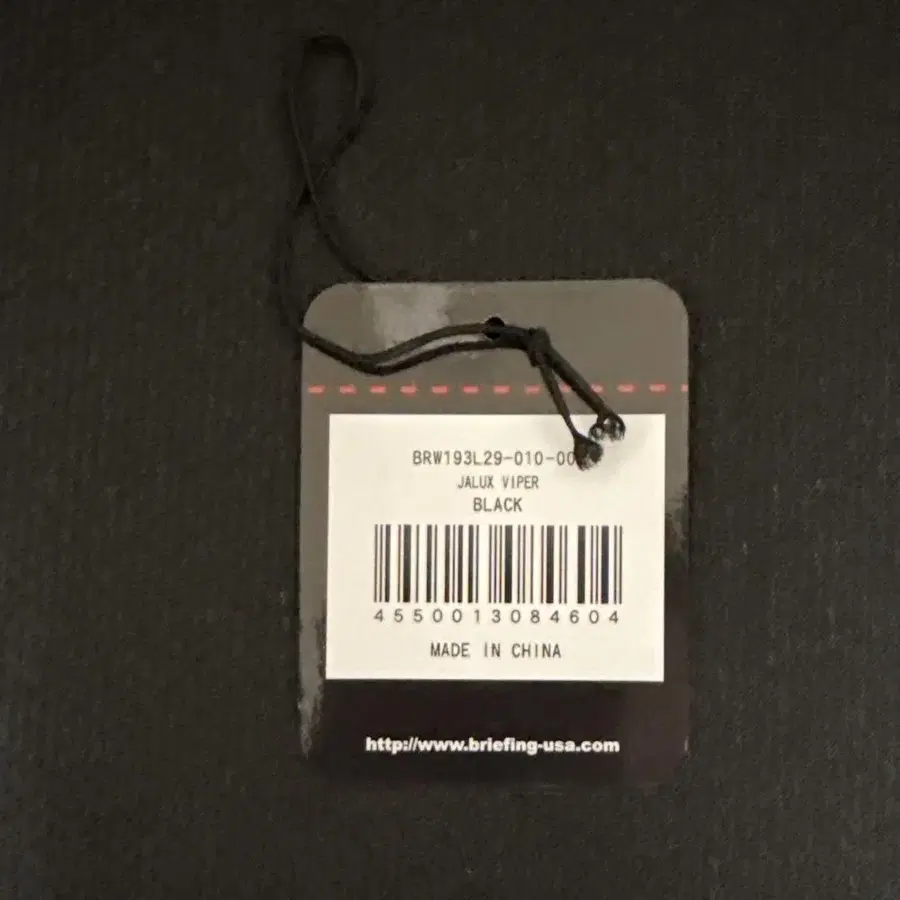 BRW193L29-010-00
JALUX VIPER
BLACK
4550013084604
MADE IN CHINA
http://www.briefing-usa.com